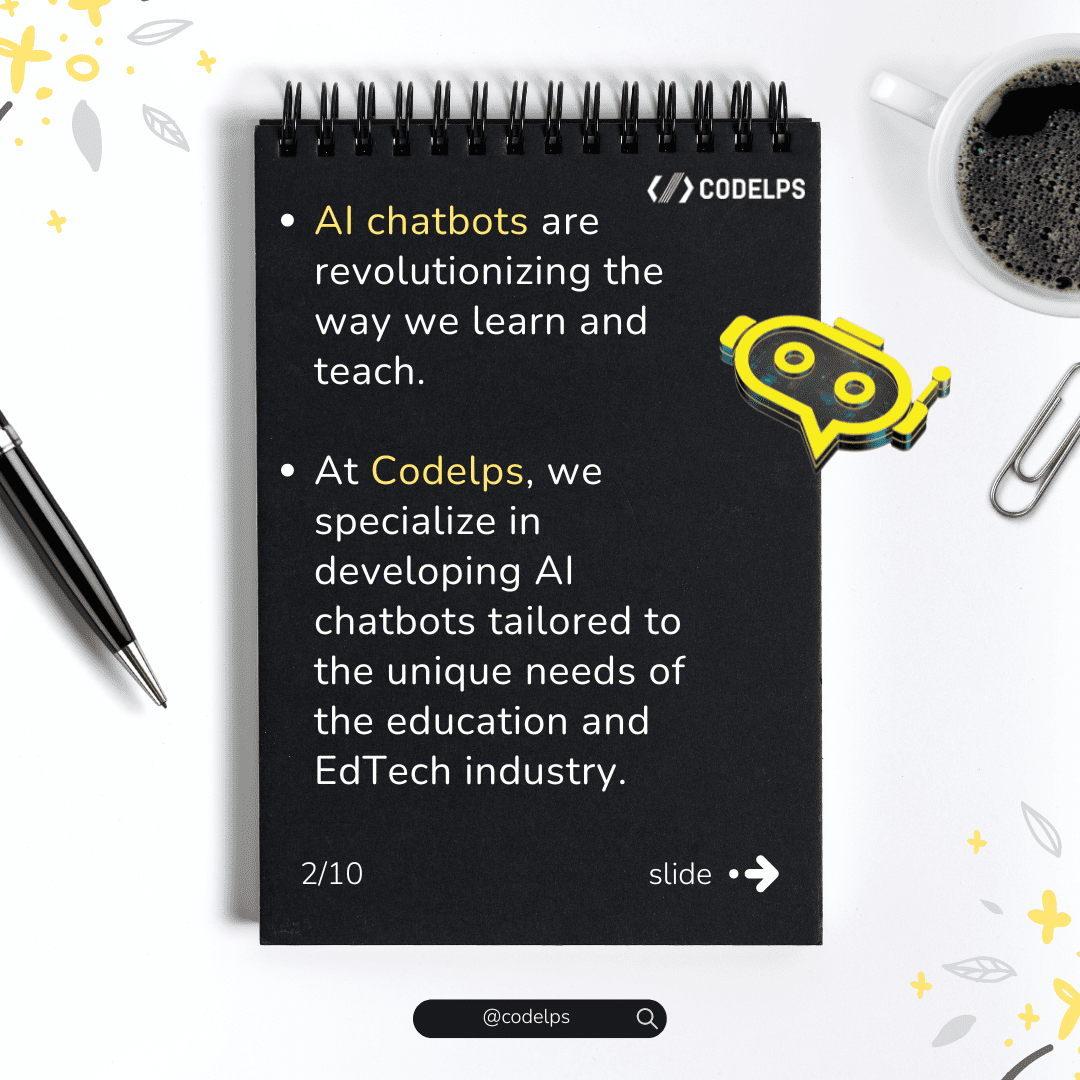 CODELPS
AI chatbots are
revolutionizing the
way we learn and
teach.
At Codelps, we
specialize in
developing AI
chatbots tailored to
the unique needs of
the education and
EdTech industry.
2/10
slide
@codelps